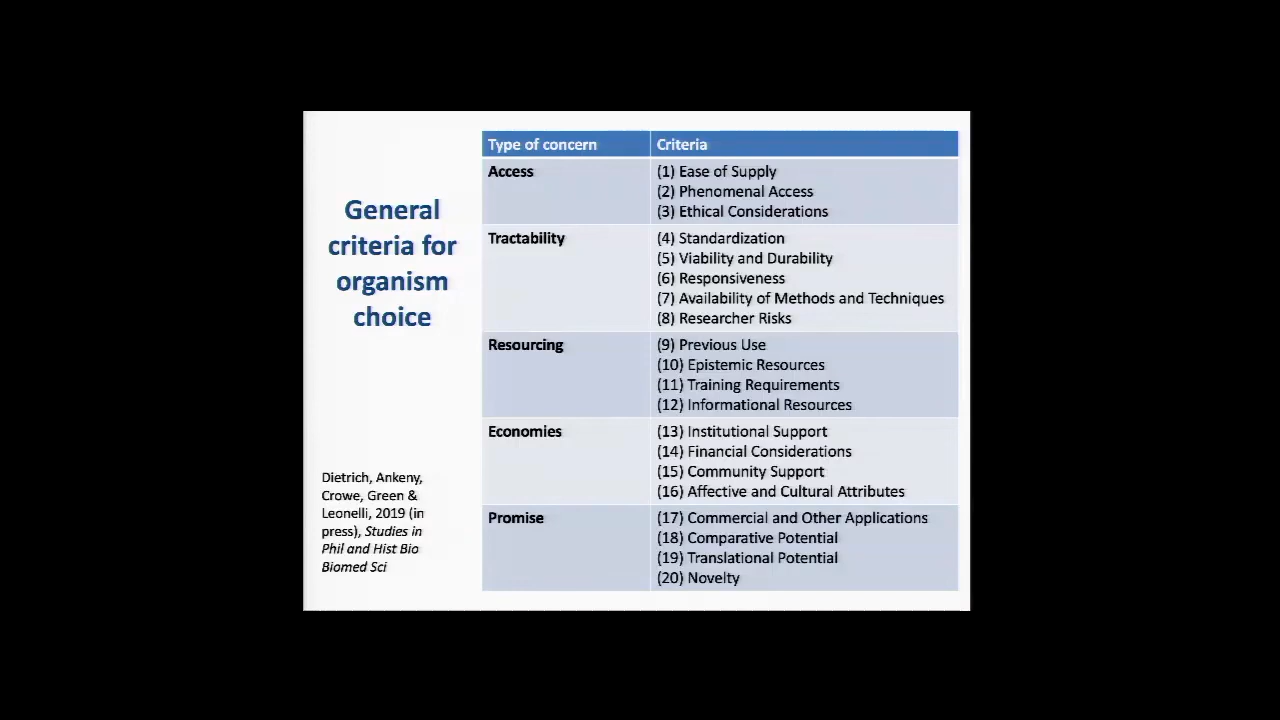 General
criteria for
organism
choice
Dietrich, Ankeny,
Crowe, Green &
Leonelli, 2019 (in
press), Studies in
Phil and Hist Bio
Biomed Sci
Type of concern Criteria
Access (1) Ease of Supply
(2) Phenomenal Access
(3) Ethical Considerations
Tractability (4) Standardization
(5) Viability and Durability
(6) Responsiveness
(7) Availability of Methods and Techniques
(8) Researcher Risks
Resourcing (9) Previous Use
(10) Epistemic Resources
(11) Training Requirements
(12) Informational Resources
Economies (13) Institutional Support
(14) Financial Considerations
(15) Community Support
(16) Affective and Cultural Attributes
Promise (17) Commercial and Other Applications
(18) Comparative Potential
(19) Translational Potential
(20) Novelty